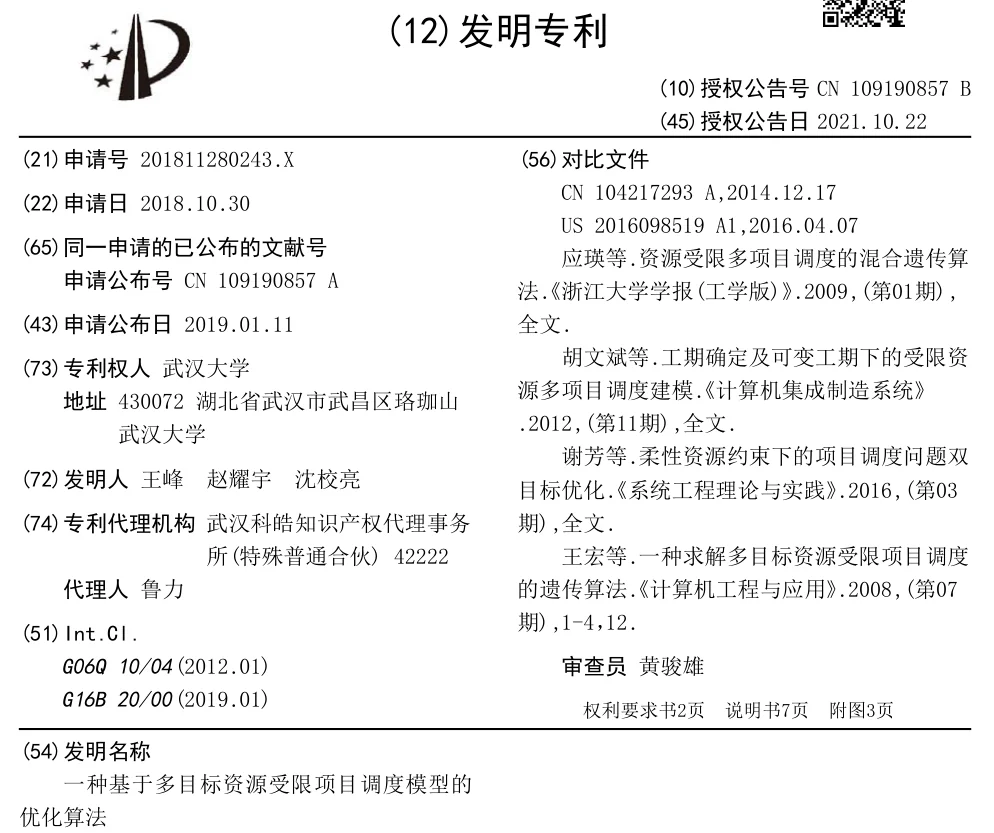 (12)发明专利
(10)授权公告号 CN 109190857 B
(45)授权公告日 2021.10.22
(21)申请号 201811280243.X
(22)申请日 2018.10.30
(65)同一申请的已公布的文献号
申请公布号 CN 109190857 A
(43)申请公布日 2019.01.11
(73)专利权人 武汉大学
地址 430072 湖北省武汉市武昌区珞珈山
武汉大学
(72)发明人 王峰 赵耀宇 沈校亮
(74)专利代理机构 武汉科皓知识产权代理事务
所(特殊普通合伙) 42222
代理人 鲁力
(51)Int.Cl.
G06Q 10/04(2012.01)
G16B 20/00(2019.01)
(56)对比文件
CN 104217293 A,2014.12.17
US 2016098519 A1,2016.04.07
应瑛等.资源受限多项目调度的混合遗传算
法.《浙江大学学报(工学版)》.2009,(第01期),
全文.
胡文斌等.工期确定及可变工期下的受限资
源多项目调度建模.《计算机集成制造系统》
.2012,(第11期),全文.
谢芳等.柔性资源约束下的项目调度问题双
目标优化.《系统工程理论与实践》.2016,(第03
期),全文.
王宏等.一种求解多目标资源受限项目调度
的遗传算法.《计算机工程与应用》.2008,(第07
期),1-4,12.
审查员 黄骏雄
权利要求书2页 说明书7页 附图3页
(54)发明名称
一种基于多目标资源受限项目调度模型的
优化算法